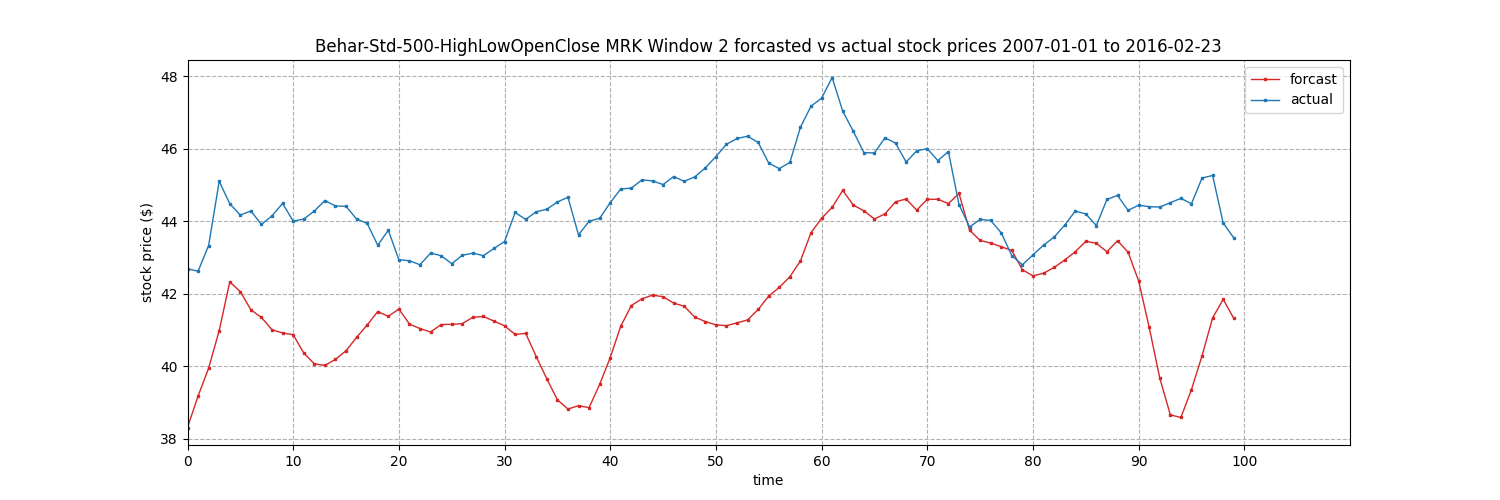 Behar-Std-500-HighLowOpenClose MRK Window 2 forcasted vs actual stock prices 2007-01-01 to 2016-02-23
forcast
actual
stock price ($)
48
46
44
42
40
38
0 10 20 30 40 50 60 70 80 90 100
time